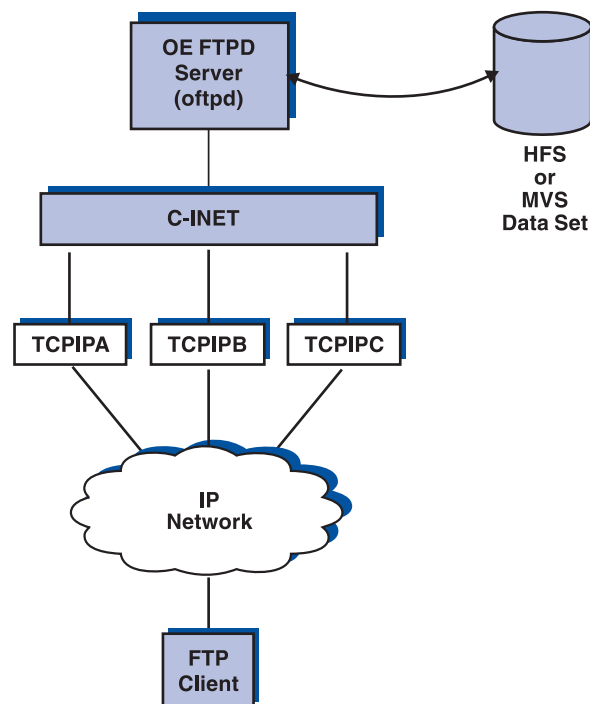 OE FTPD
Server
(oftpd)
HFS
or
MVS
Data Set
C-INET
TCPIPA
TCPIPB
TCPIPC
IP
Network
FTP
Client